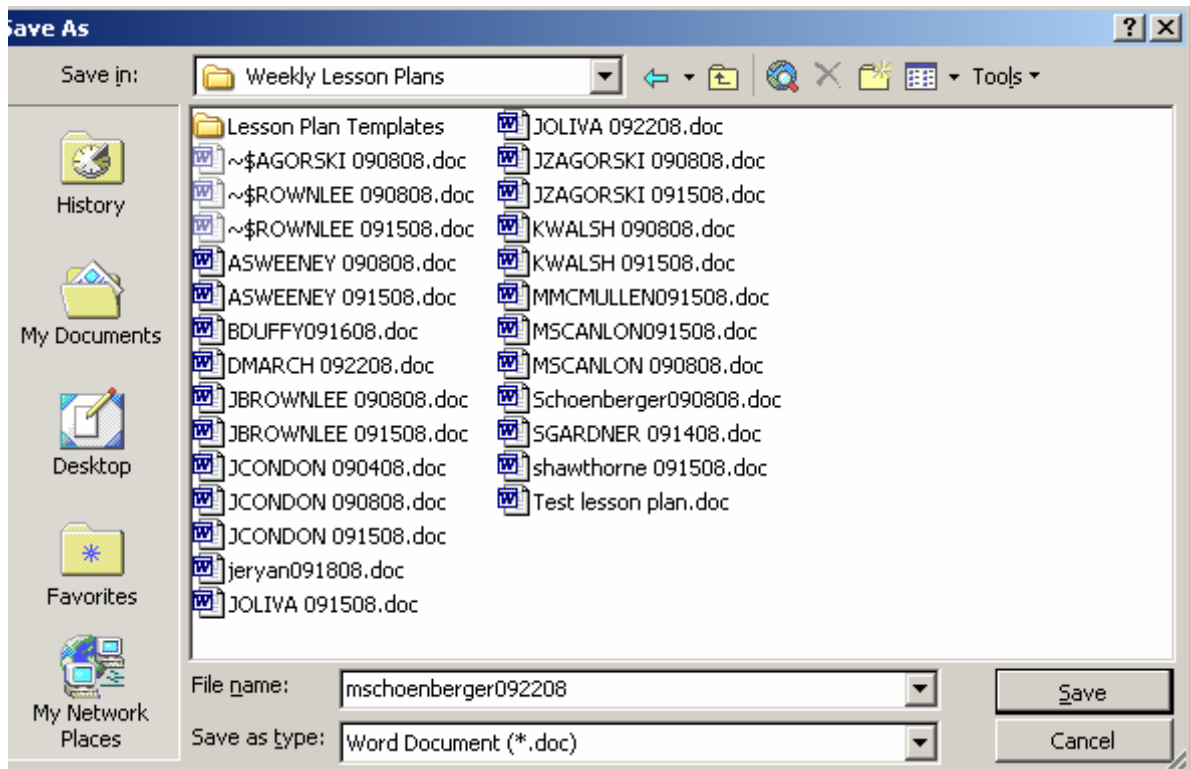 Save As
Save in:
Weekly Lesson Plans
Tools
History
My Documents
Desktop
Favorites
My Network
Places
Lesson Plan Templates
~$AGORSKI 090808.doc
~$ROWNLEE 090808.doc
~$ROWNLEE 091508.doc
ASWEENEY 090808.doc
ASWEENEY 091508.doc
BDUFFY091608.doc
DMARCH 092208.doc
JBROWNLEE 090808.doc
JBROWNLEE 091508.doc
JCONDON 090408.doc
JCONDON 090808.doc
JCONDON 091508.doc
jeryan091808.doc
JOLIVA 091508.doc
JOLIVA 092208.doc
JZAGORSKI 090808.doc
JZAGORSKI 091508.doc
KWALSH 090808.doc
KWALSH 091508.doc
MMCMULLEN091508.doc
MSCANLON091508.doc
MSCANLON 090808.doc
Schoenberger090808.doc
SGARDNER 091408.doc
shawthorne 091508.doc
Test lesson plan.doc
File name:
mschoenberger092208
Save
Save as type:
Word Document (*.doc)
Cancel